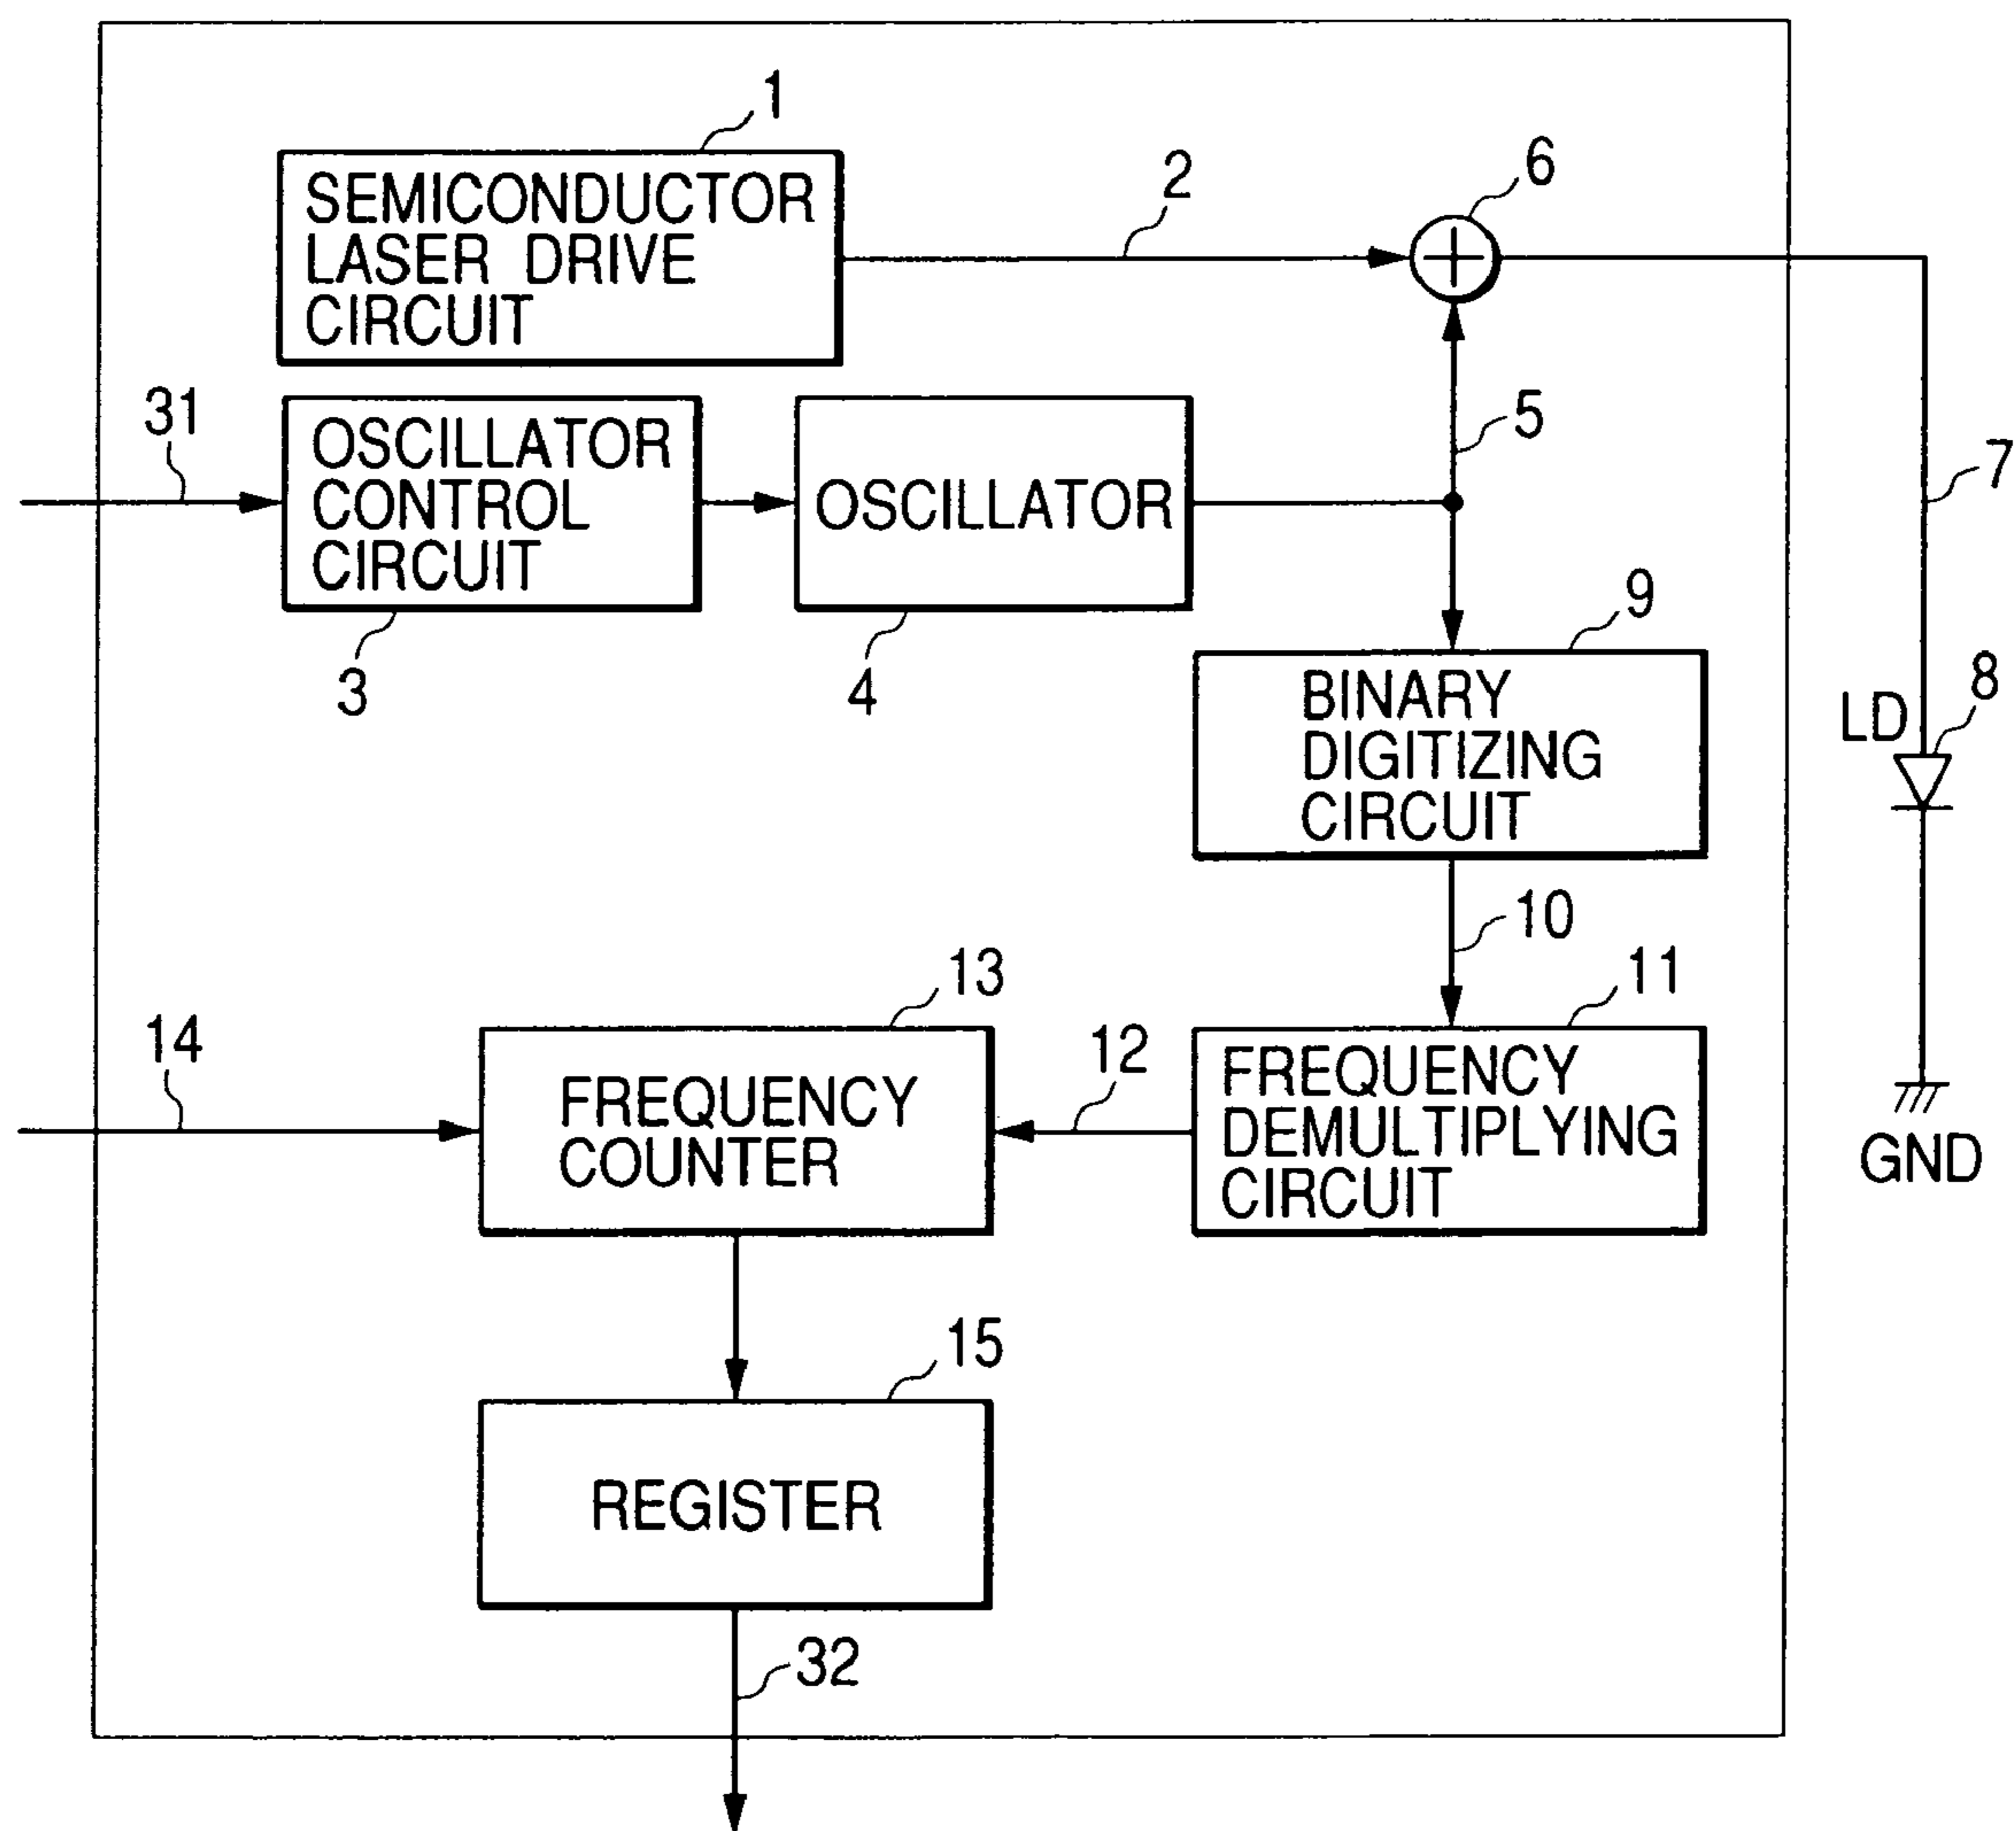 1
SEMICONDUCTOR
LASER DRIVE
CIRCUIT
2
6
31
OSCILLATOR
CONTROL
CIRCUIT
OSCILLATOR
5
7
3
4
9
BINARY
DIGITIZING
CIRCUIT
LD
8
10
13
11
14
FREQUENCY
COUNTER
12
FREQUENCY
DEMULTIPLYING
CIRCUIT
GND
15
REGISTER
32